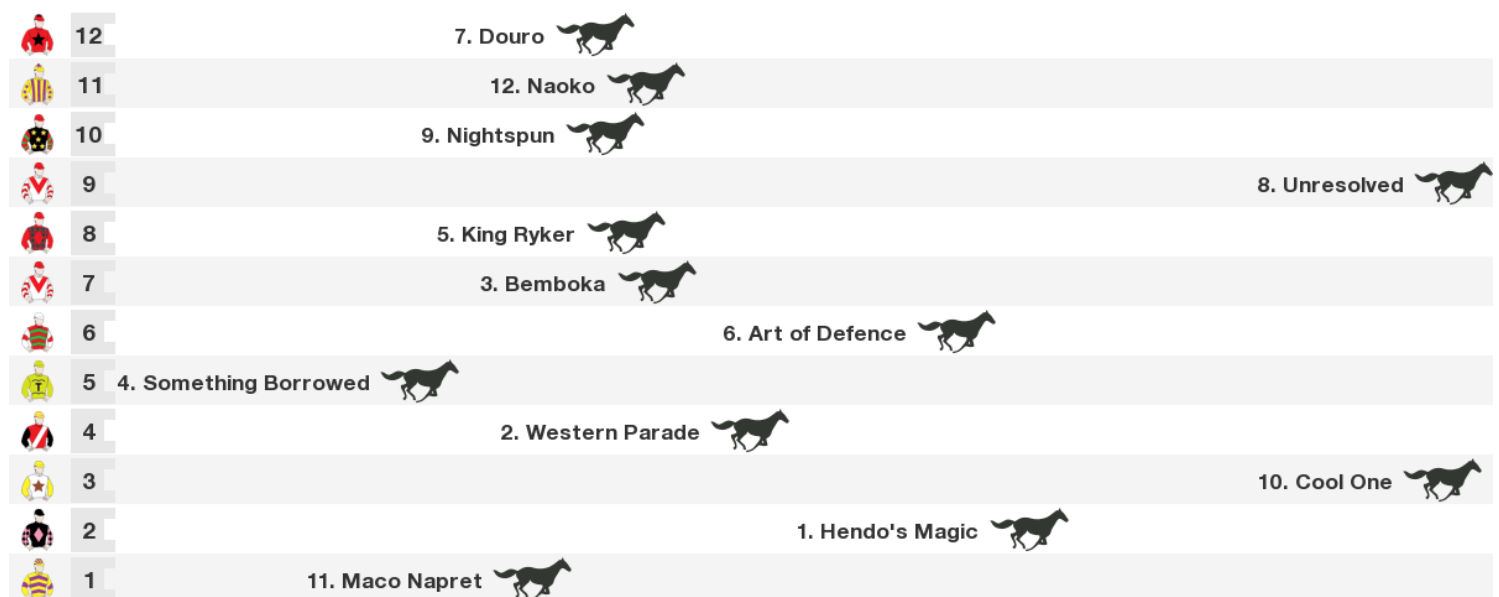 12 7. Douro
11 12. Naoko
10 9. Nightspun
9 8. Unresolved
8 5. King Ryker
7 3. Bemboka
6 6. Art of Defence
5 4. Something Borrowed
T
4 2. Western Parade
3 10. Cool One
2 1. Hendo's Magic
1 11. Maco Napret